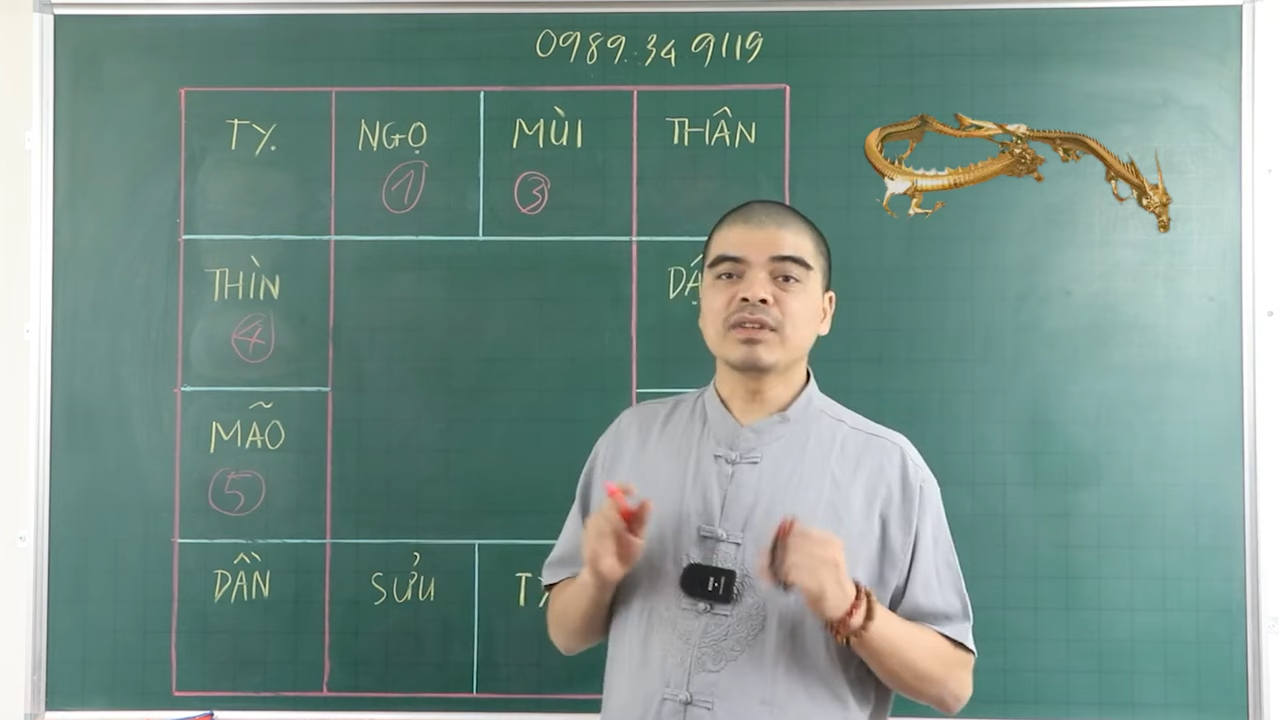 0989.34 9119
TỴ.
NGỌ
MÙI
THÂN
1
3
THÌN
4
MÃO
5
DẦN
SỬU